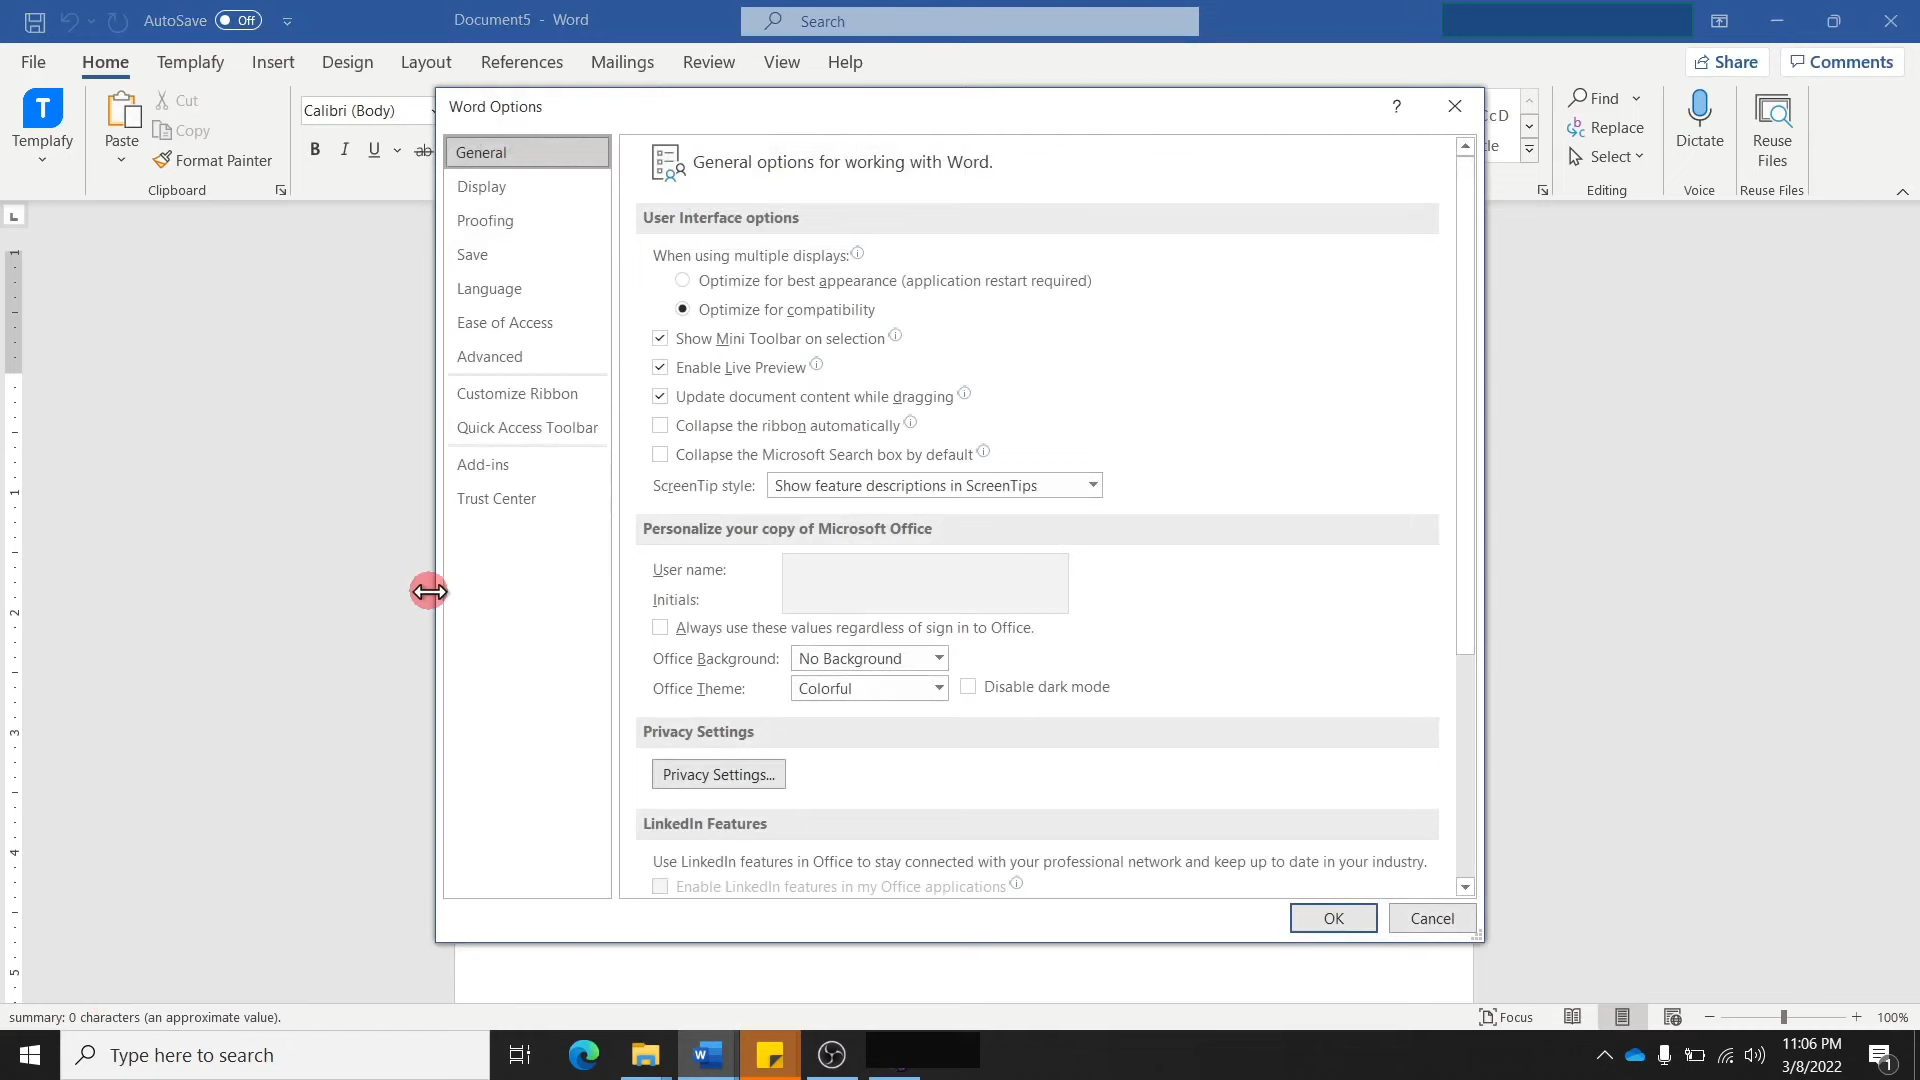 AutoSave Off
Document5 - Word
Search
File Home Templafy Insert Design Layout References Mailings Review View Help
Share Comments
T
Templafy
Paste
Cut
Copy
Format Painter
Clipboard
Calibri (Body)
B I U ab
Word Options
?
General
Display
Proofing
Save
Language
Ease of Access
Advanced
Customize Ribbon
Quick Access Toolbar
Add-ins
Trust Center
General options for working with Word.
User Interface options
When using multiple displays:
Optimize for best appearance (application restart required)
Optimize for compatibility
Show Mini Toolbar on selection
Enable Live Preview
Update document content while dragging
Collapse the ribbon automatically
Collapse the Microsoft Search box by default
ScreenTip style: Show feature descriptions in ScreenTips
Personalize your copy of Microsoft Office
User name:
Initials:
Always use these values regardless of sign in to Office.
Office Background: No Background
Office Theme: Colorful Disable dark mode
Privacy Settings
Privacy Settings...
LinkedIn Features
Use LinkedIn features in Office to stay connected with your professional network and keep up to date in your industry.
Enable LinkedIn features in my Office applications
OK Cancel
Find
Replace
Select
Editing
Dictate
Voice
Reuse
Files
Reuse Files
1
1
2
3
4
5
summary: 0 characters (an approximate value).
Focus
100%
Type here to search
11:06 PM
3/8/2022
1